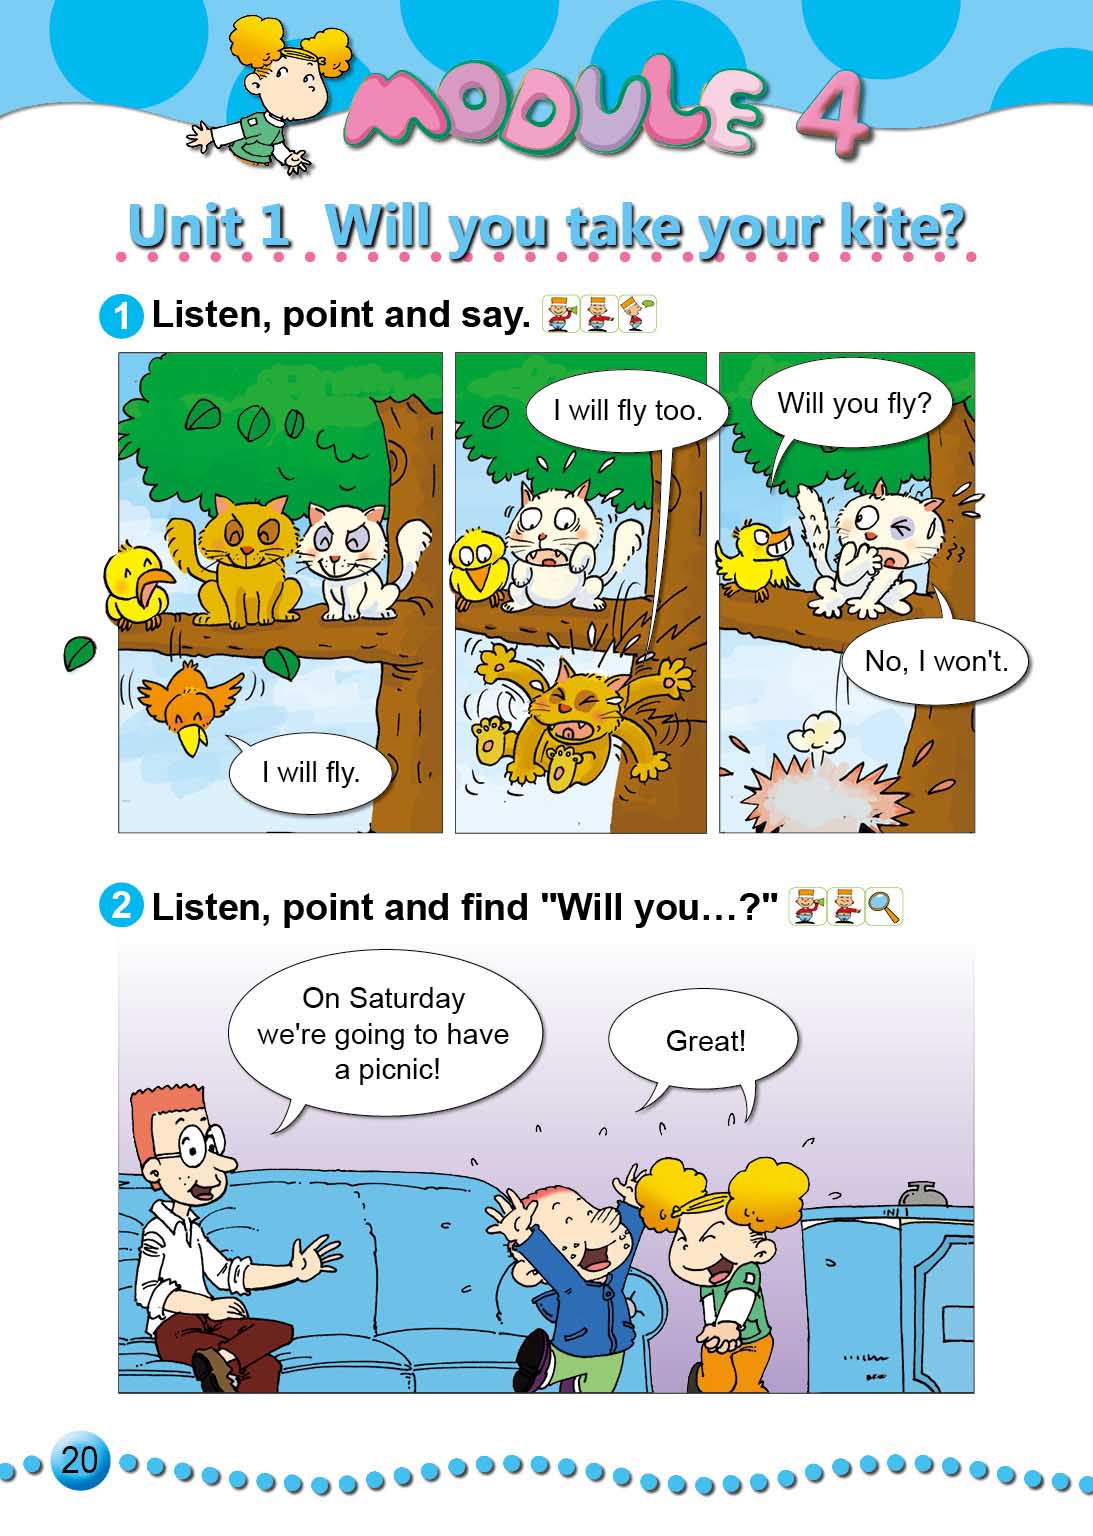 MODULE 4
Unit 1 Will you take your kite?
1 Listen, point and say.
I will fly.
I will fly too.
Will you fly?
No, I won't.
2 Listen, point and find "Will you…?"
On Saturday
we're going to have
a picnic!
Great!
20